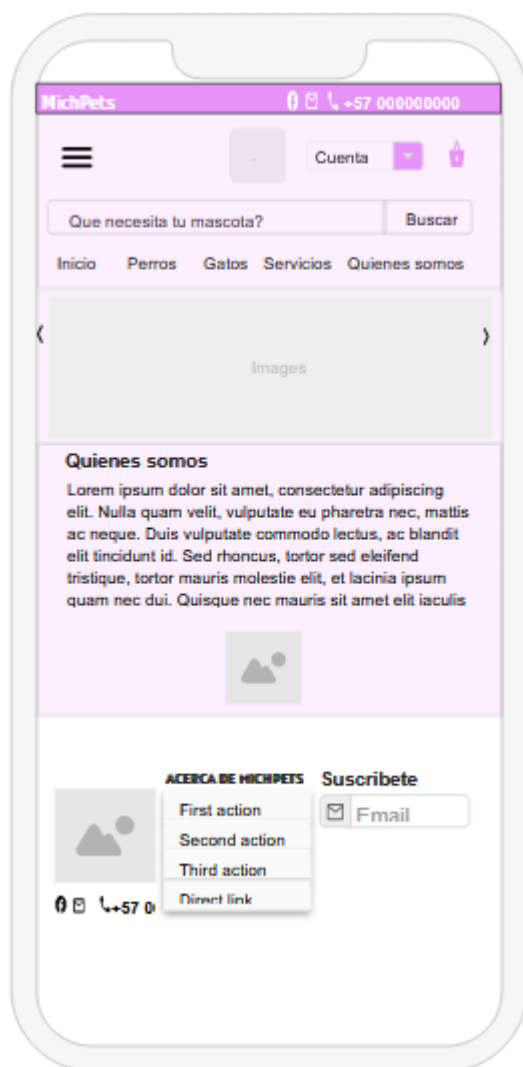 MichPets +57 000000000
Cuenta
Que necesita tu mascota? Buscar
Inicio Perros Gatos Servicios Quienes somos
Images
Quienes somos
Lorem ipsum dolor sit amet, consectetur adipiscing
elit. Nulla quam velit, vulputate eu pharetra nec, mattis
ac neque. Duis vulputate commodo lectus, ac blandit
elit tincidunt id. Sed rhoncus, tortor sed eleifend
tristique, tortor mauris molestie elit, et lacinia ipsum
quam nec dui. Quisque nec mauris sit amet elit iaculis
ACERCA DE MICHPETS Suscribete
First action Email
Second action
Third action
Direct link
+57 0